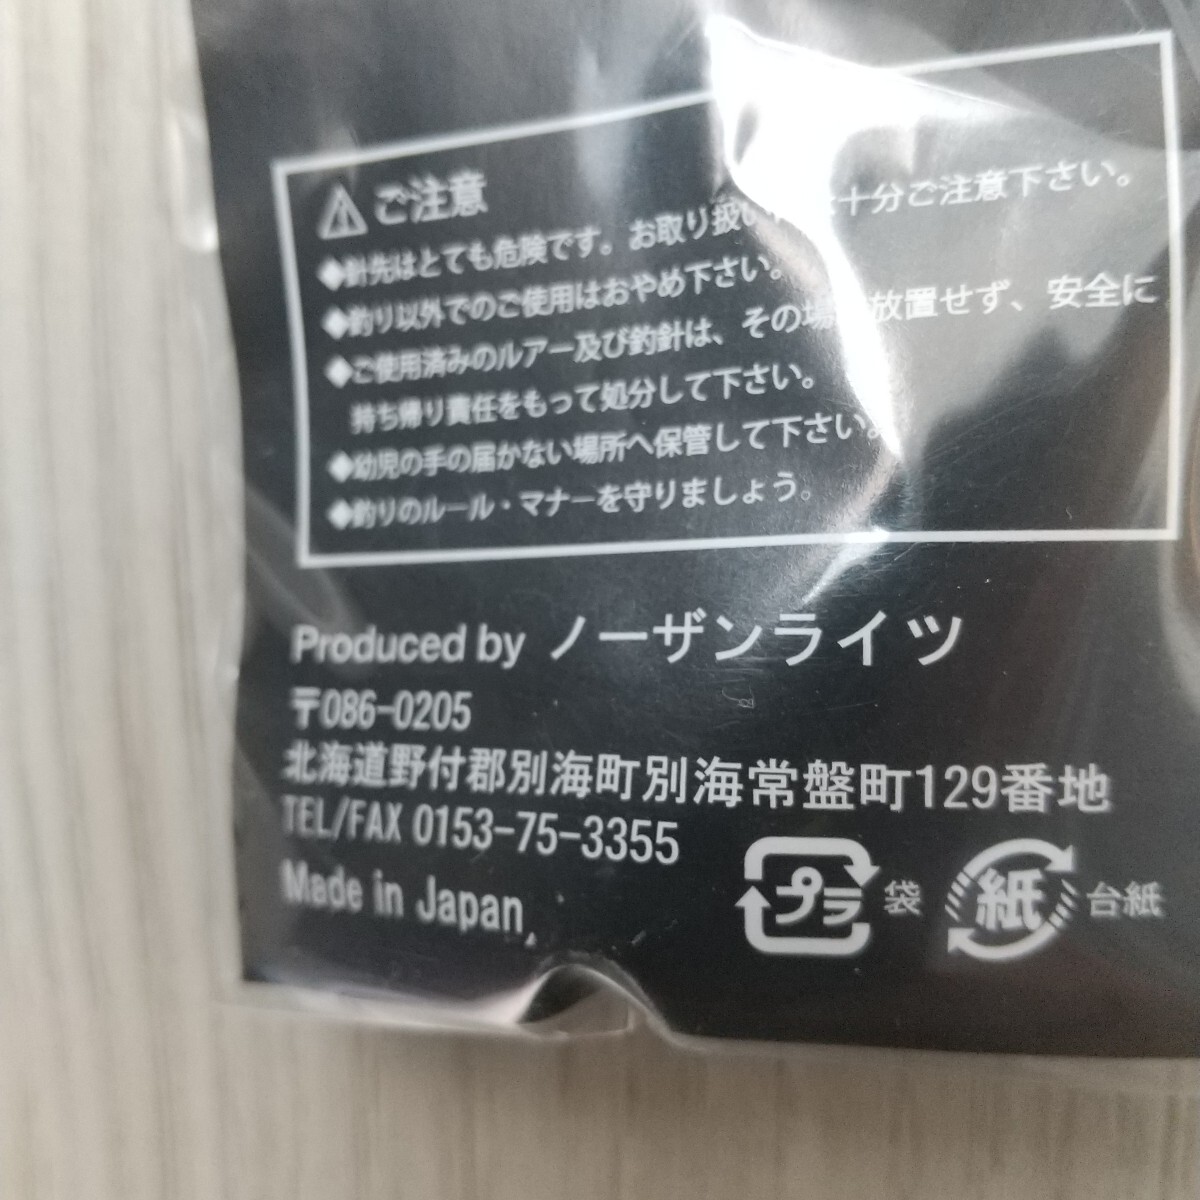 ご注意
◆針先はとても危険です。お取り扱い 十分ご注意下さい。
◆釣り以外でのご使用はおやめ下さい。
◆ご使用済みのルアー及び釣針は、その場 放置せず、安全に
持ち帰り責任をもって処分して下さい。
◆幼児の手の届かない場所へ保管して下さい。
◆釣りのルール・マナーを守りましょう。
Produced by ノーザンライツ
〒086-0205
北海道野付郡別海町別海常盤町129番地
TEL/FAX 0153-75-3355
Made in Japan
プラ 袋 紙 台紙